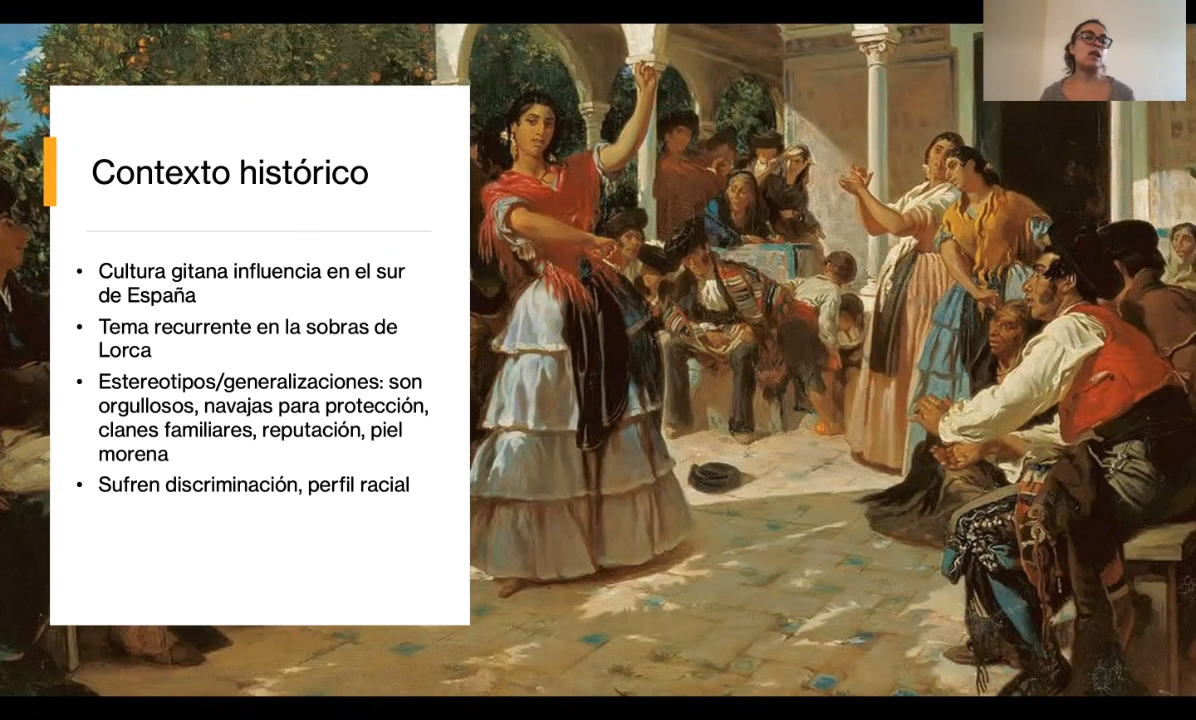 Contexto histórico
• Cultura gitana influencia en el sur
de España
• Tema recurrente en la sobras de
Lorca
• Estereotipos/generalizaciones: son
orgullosos, navajas para protección,
clanes familiares, reputación, piel
morena
• Sufren discriminación, perfil racial